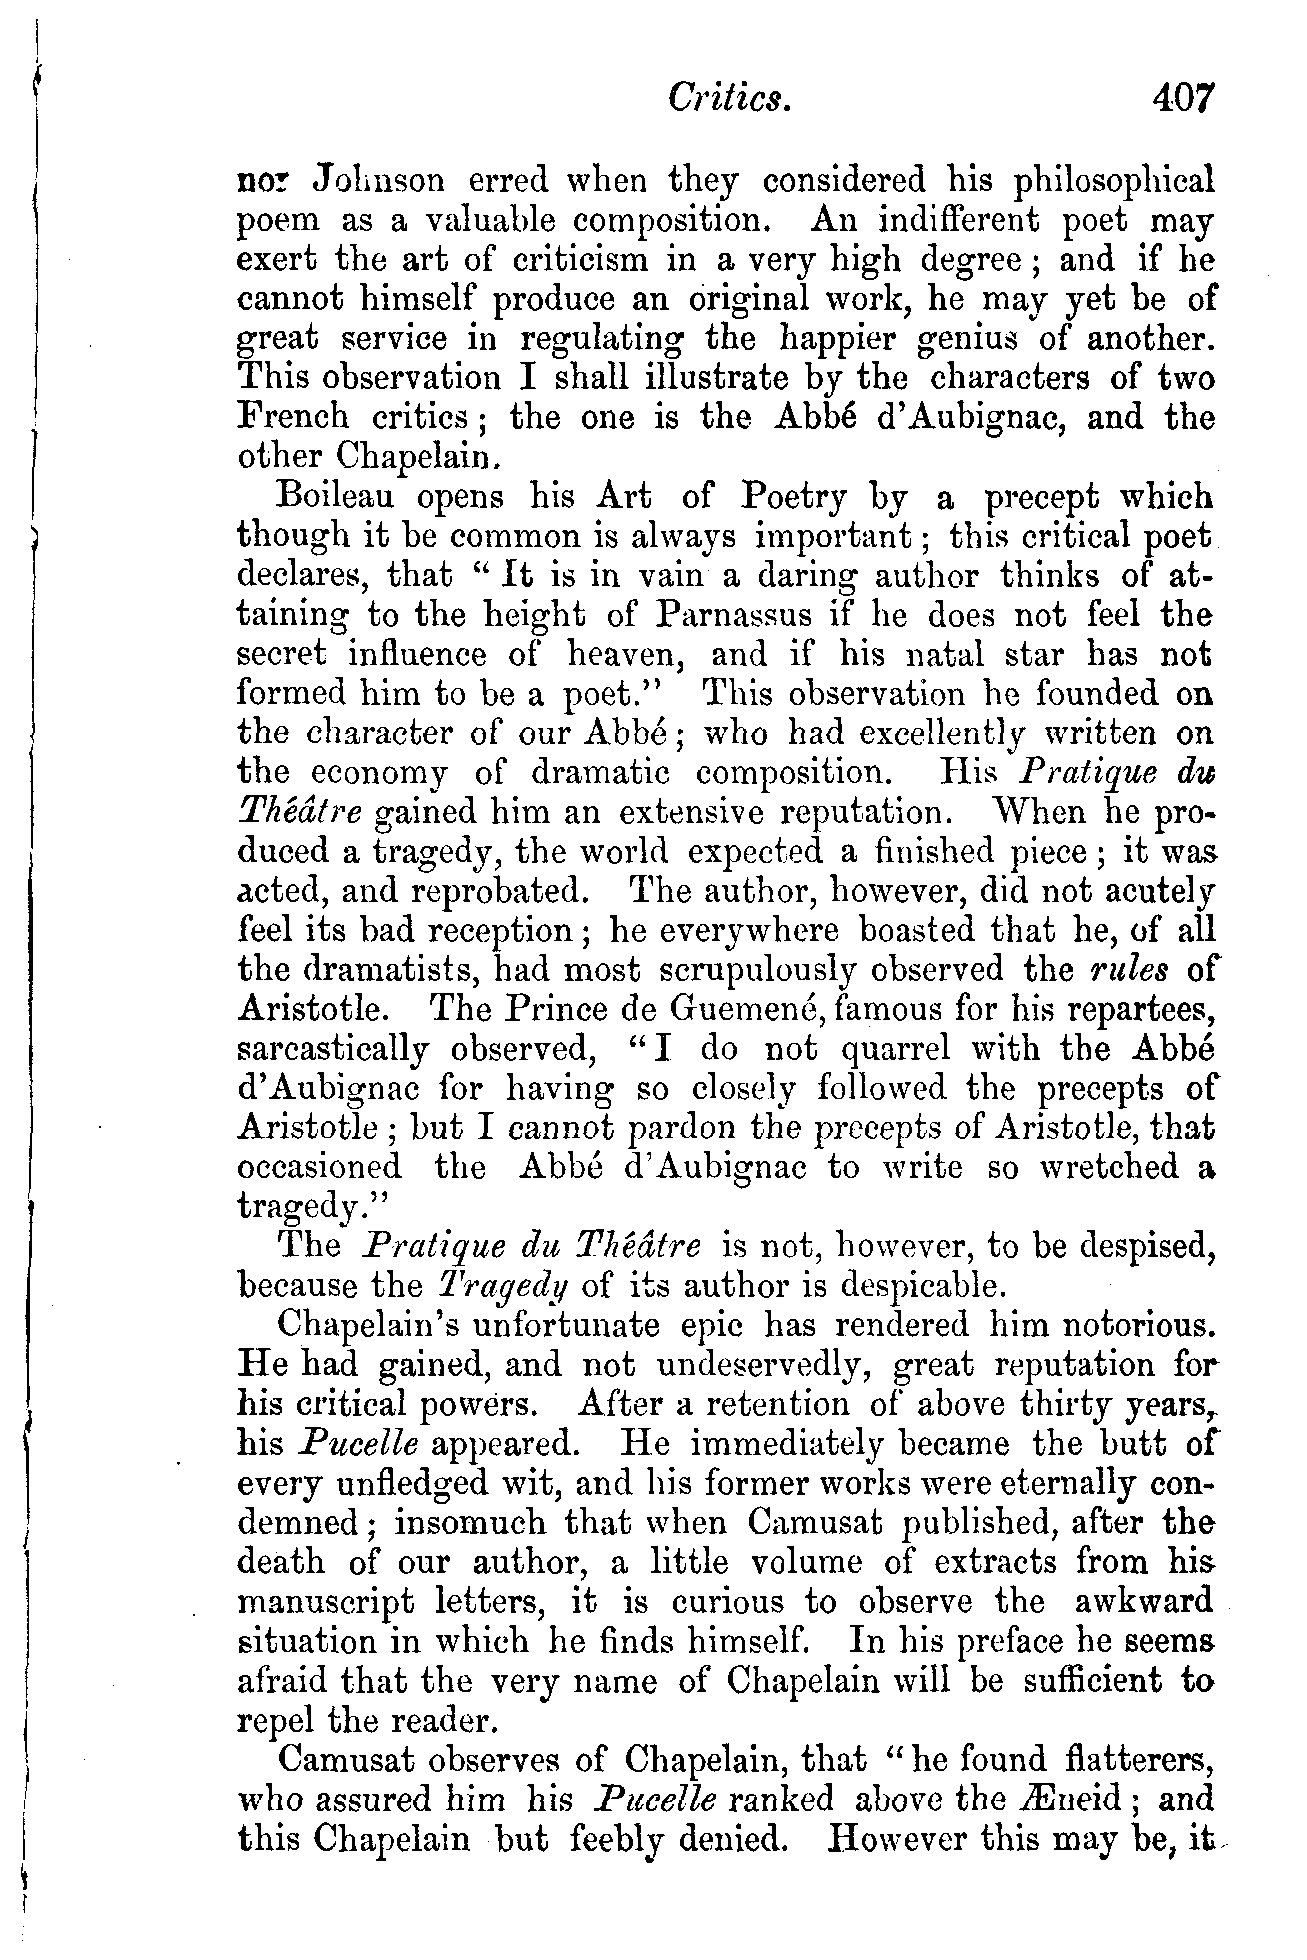 Critics. 407
nor Johnson erred when they considered his philosophical
poem as a valuable composition. An indifferent poet may
exert the art of criticism in a very high degree; and if he
cannot himself produce an original work, he may yet be of
great service in regulating the happier genius of another.
This observation I shall illustrate by the characters of two
French critics; the one is the Abbé d'Aubignac, and the
other Chapelain.
Boileau opens his Art of Poetry by a precept which
though it be common is always important; this critical poet
declares, that "It is in vain a daring author thinks of at-
taining to the height of Parnassus if he does not feel the
secret influence of heaven, and if his natal star has not
formed him to be a poet." This observation he founded on
the character of our Abbé; who had excellently written on
the economy of dramatic composition. His Pratique du
Théâtre gained him an extensive reputation. When he pro-
duced a tragedy, the world expected a finished piece; it was
acted, and reprobated. The author, however, did not acutely
feel its bad reception; he everywhere boasted that he, of all
the dramatists, had most scrupulously observed the rules of
Aristotle. The Prince de Guemené, famous for his repartees,
sarcastically observed, "I do not quarrel with the Abbé
d'Aubignac for having so closely followed the precepts of
Aristotle; but I cannot pardon the precepts of Aristotle, that
occasioned the Abbé d'Aubignac to write so wretched a
tragedy."
The Pratique du Théâtre is not, however, to be despised,
because the Tragedy of its author is despicable.
Chapelain's unfortunate epic has rendered him notorious.
He had gained, and not undeservedly, great reputation for
his critical powers. After a retention of above thirty years,
his Pucelle appeared. He immediately became the butt of
every unfledged wit, and his former works were eternally con-
demned; insomuch that when Camusat published, after the
death of our author, a little volume of extracts from his
manuscript letters, it is curious to observe the awkward
situation in which he finds himself. In his preface he seems
afraid that the very name of Chapelain will be sufficient to
repel the reader.
Camusat observes of Chapelain, that "he found flatterers,
who assured him his Pucelle ranked above the Æneid; and
this Chapelain but feebly denied. However this may be, it